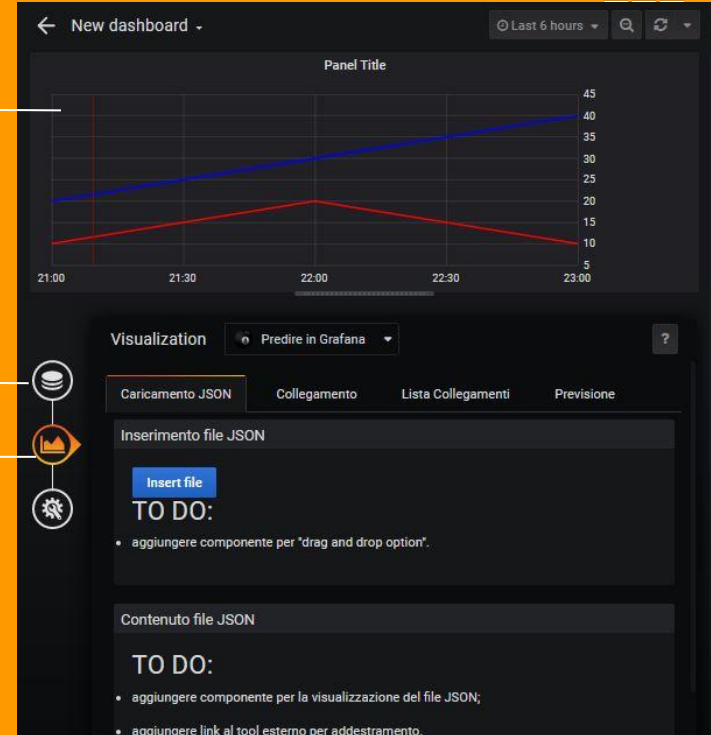 New dashboard
Last 6 hours
Panel Title
45
40
35
30
25
20
15
10
5
21:00 21:30 22:00 22:30 23:00
Visualization Predire in Grafana ?
Caricamento JSON Collegamento Lista Collegamenti Previsione
Inserimento file JSON
Insert file
TO DO:
• aggiungere componente per "drag and drop option".
Contenuto file JSON
TO DO:
• aggiungere componente per la visualizzazione del file JSON;
• aggiungere link al tool esterno per addestramento.